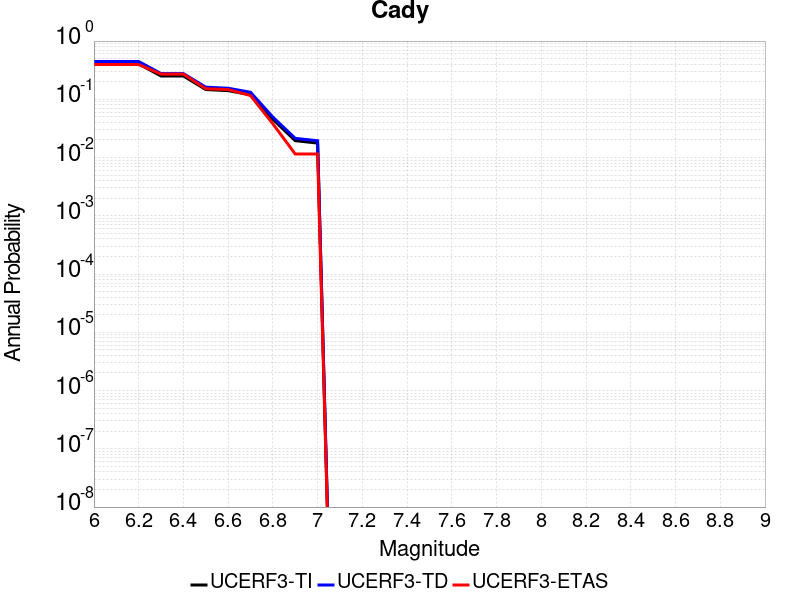 Cady
10^0
10^-1
10^-2
10^-3
10^-4
10^-5
10^-6
10^-7
10^-8
Annual Probability
6 6.2 6.4 6.6 6.8 7 7.2 7.4 7.6 7.8 8 8.2 8.4 8.6 8.8 9
Magnitude
UCERF3-TI UCERF3-TD UCERF3-ETAS